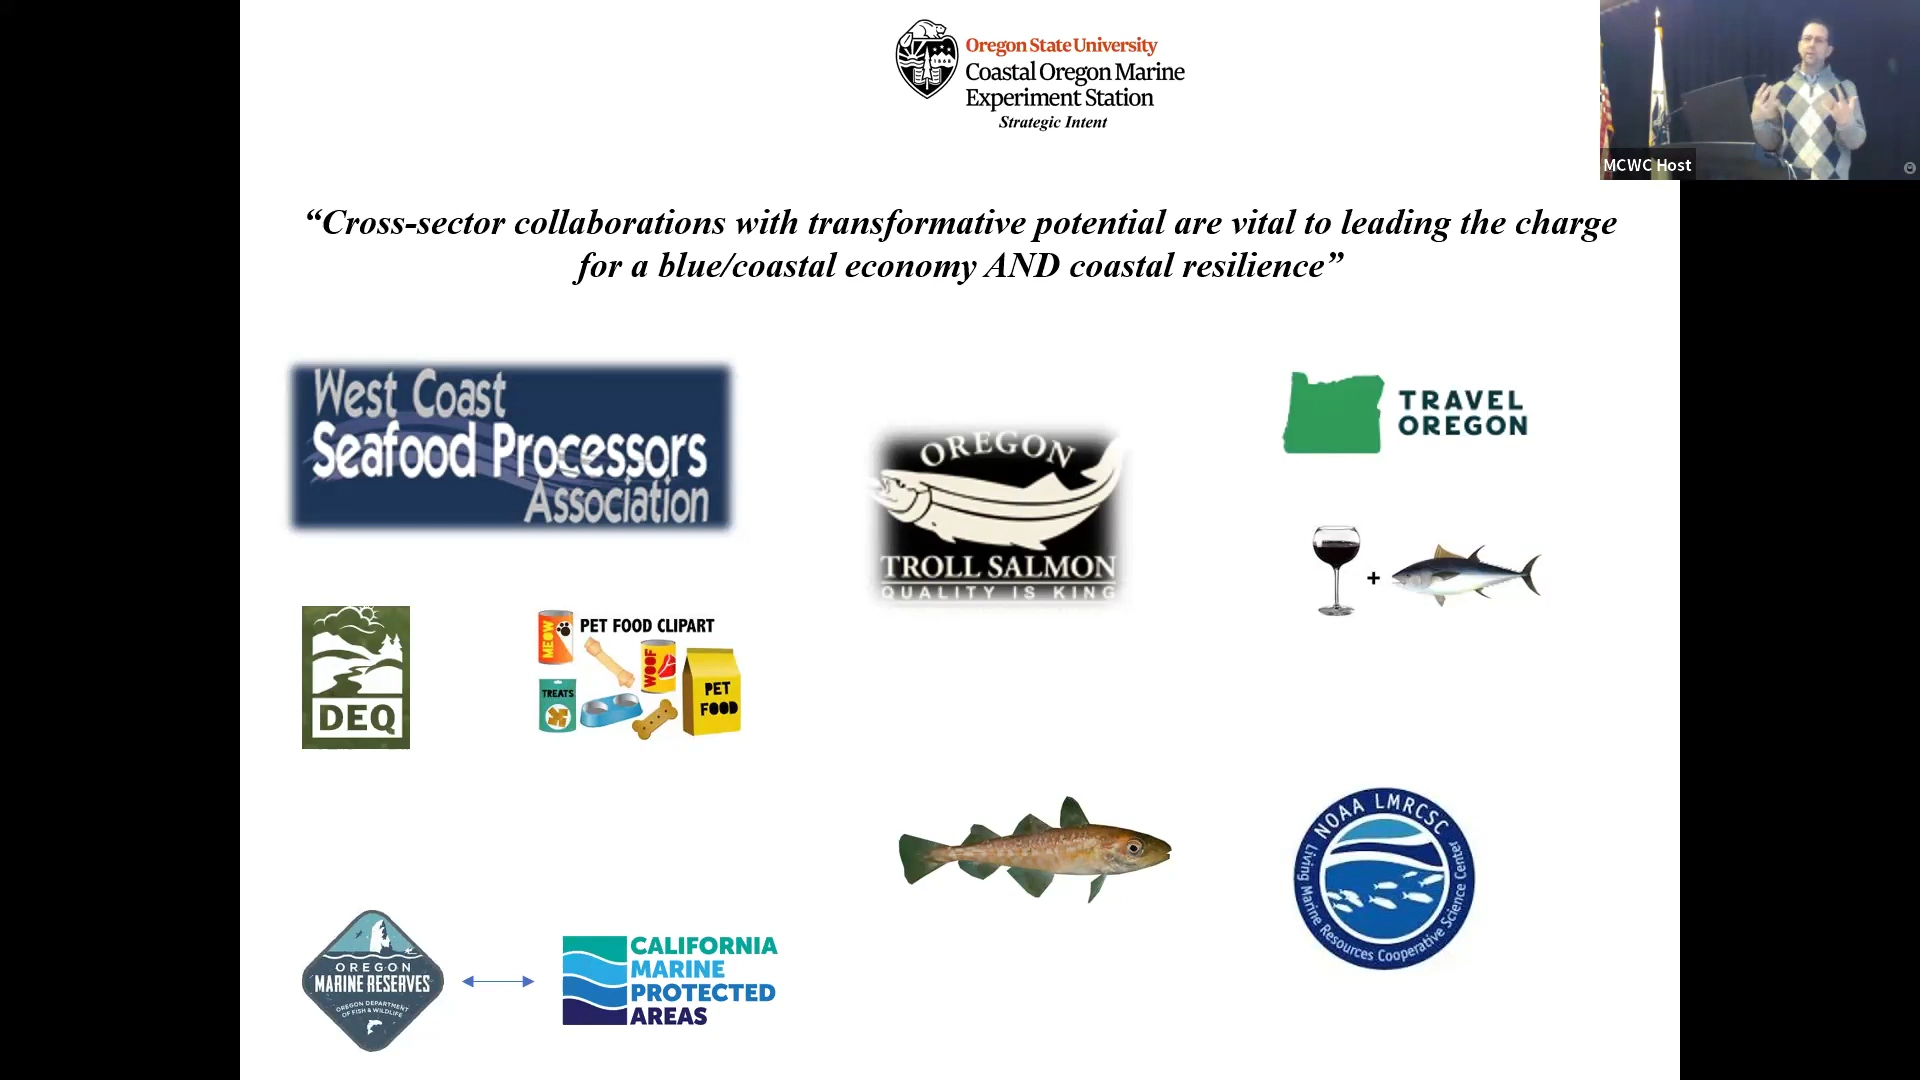 Oregon State University
Coastal Oregon Marine
Experiment Station
Strategic Intent
MCWC Host
“Cross-sector collaborations with transformative potential are vital to leading the charge
for a blue/coastal economy AND coastal resilience”
West Coast
Seafood Processors
Association
OREGON
TROLL SALMON
QUALITY IS KING
TRAVEL
OREGON
+
DEQ
PET FOOD CLIPART
MEOW
WOOF
TREATS
PET
FOOD
NOAA LMRCSC
Living Marine Resources Cooperative Science Center
OREGON
MARINE RESERVES
OREGON DEPARTMENT
OF FISH & WILDLIFE
CALIFORNIA
MARINE
PROTECTED
AREAS